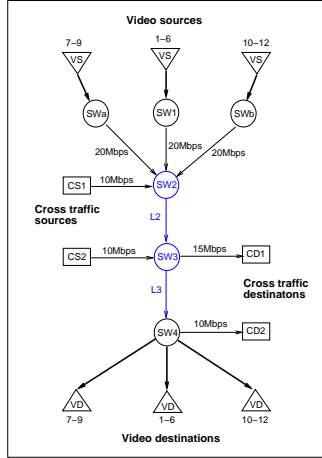 Video sources
7−9
1−6
10−12
VS
VS
VS
SWa
SW1
SWb
20Mbps
20Mbps
20Mbps
CS1
10Mbps
SW2
Cross traffic
sources
L2
CS2
10Mbps
SW3
15Mbps
CD1
L3
Cross traffic
destinatons
SW4
10Mbps
CD2
VD
VD
VD
7−9
1−6
10−12
Video destinations